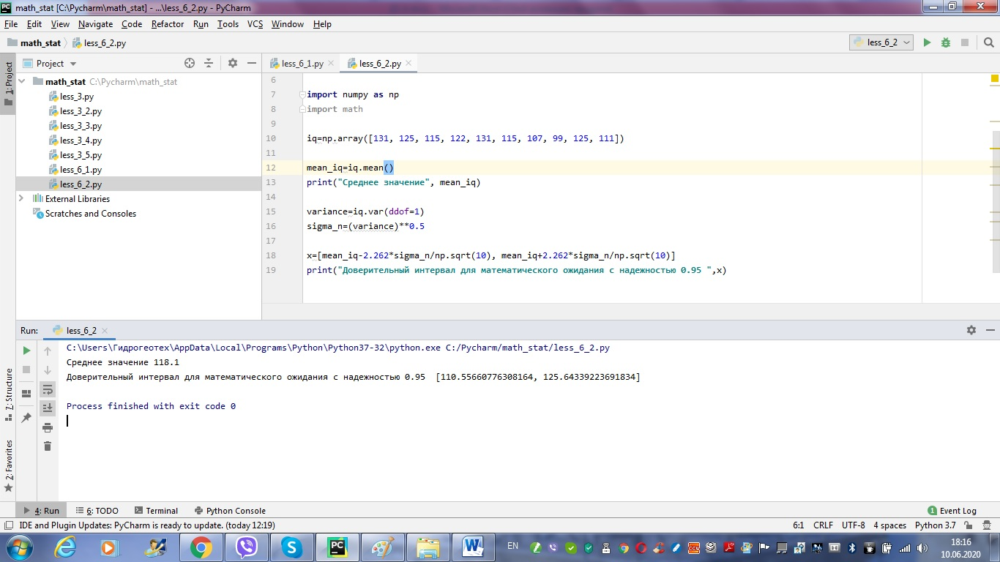 math_stat [C:\Pycharm\math_stat] - ...\less_6_2.py - PyCharm
File Edit View Navigate Code Refactor Run Tools VCS Window Help
math_stat less_6_2.py less_6_2
1: Project
Project
less_6_1.py less_6_2.py
math_stat C:\Pycharm\math_stat
less_3.py
less_3_2.py
less_3_3.py
less_3_4.py
less_3_5.py
less_6_1.py
less_6_2.py
External Libraries
Scratches and Consoles
6
7 import numpy as np
8 import math
9
10 iq=np.array([131, 125, 115, 122, 131, 115, 107, 99, 125, 111])
11
12 mean_iq=iq.mean()
13 print("Среднее значение", mean_iq)
14
15 variance=iq.var(ddof=1)
16 sigma_n=(variance)**0.5
17
18 x=[mean_iq-2.262*sigma_n/np.sqrt(10), mean_iq+2.262*sigma_n/np.sqrt(10)]
19 print("Доверительный интервал для математического ожидания с надежностью 0.95 ",x)
Run: less_6_2
C:\Users\Гидрогеотех\AppData\Local\Programs\Python\Python37-32\python.exe C:/Pycharm/math_stat/less_6_2.py
Среднее значение 118.1
Доверительный интервал для математического ожидания с надежностью 0.95  [110.55660776308164, 125.64339223691834]
Process finished with exit code 0
7: Structure
2: Favorites
4: Run 6: TODO Terminal Python Console 1 Event Log
IDE and Plugin Updates: PyCharm is ready to update. (today 12:19) 6:1 CRLF UTF-8 4 spaces Python 3.7
EN 18:16
10.06.2020